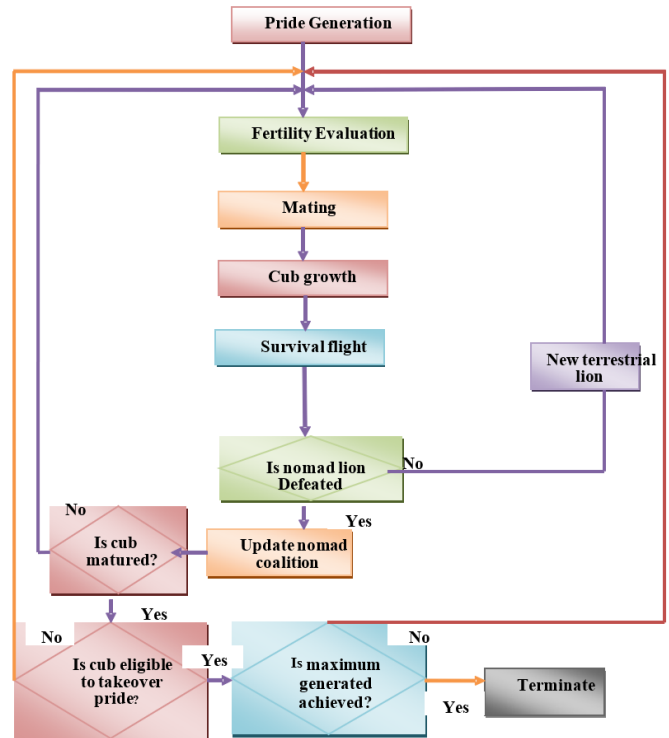 Pride Generation
Fertility Evaluation
Mating
Cub growth
Survival flight
New terrestrial
lion
Is nomad lion
Defeated
No
Yes
Update nomad
coalition
No
Is cub
matured?
Yes
No
Is cub eligible
to takeover
pride?
Yes
Is maximum
generated
achieved?
No
Yes
Terminate